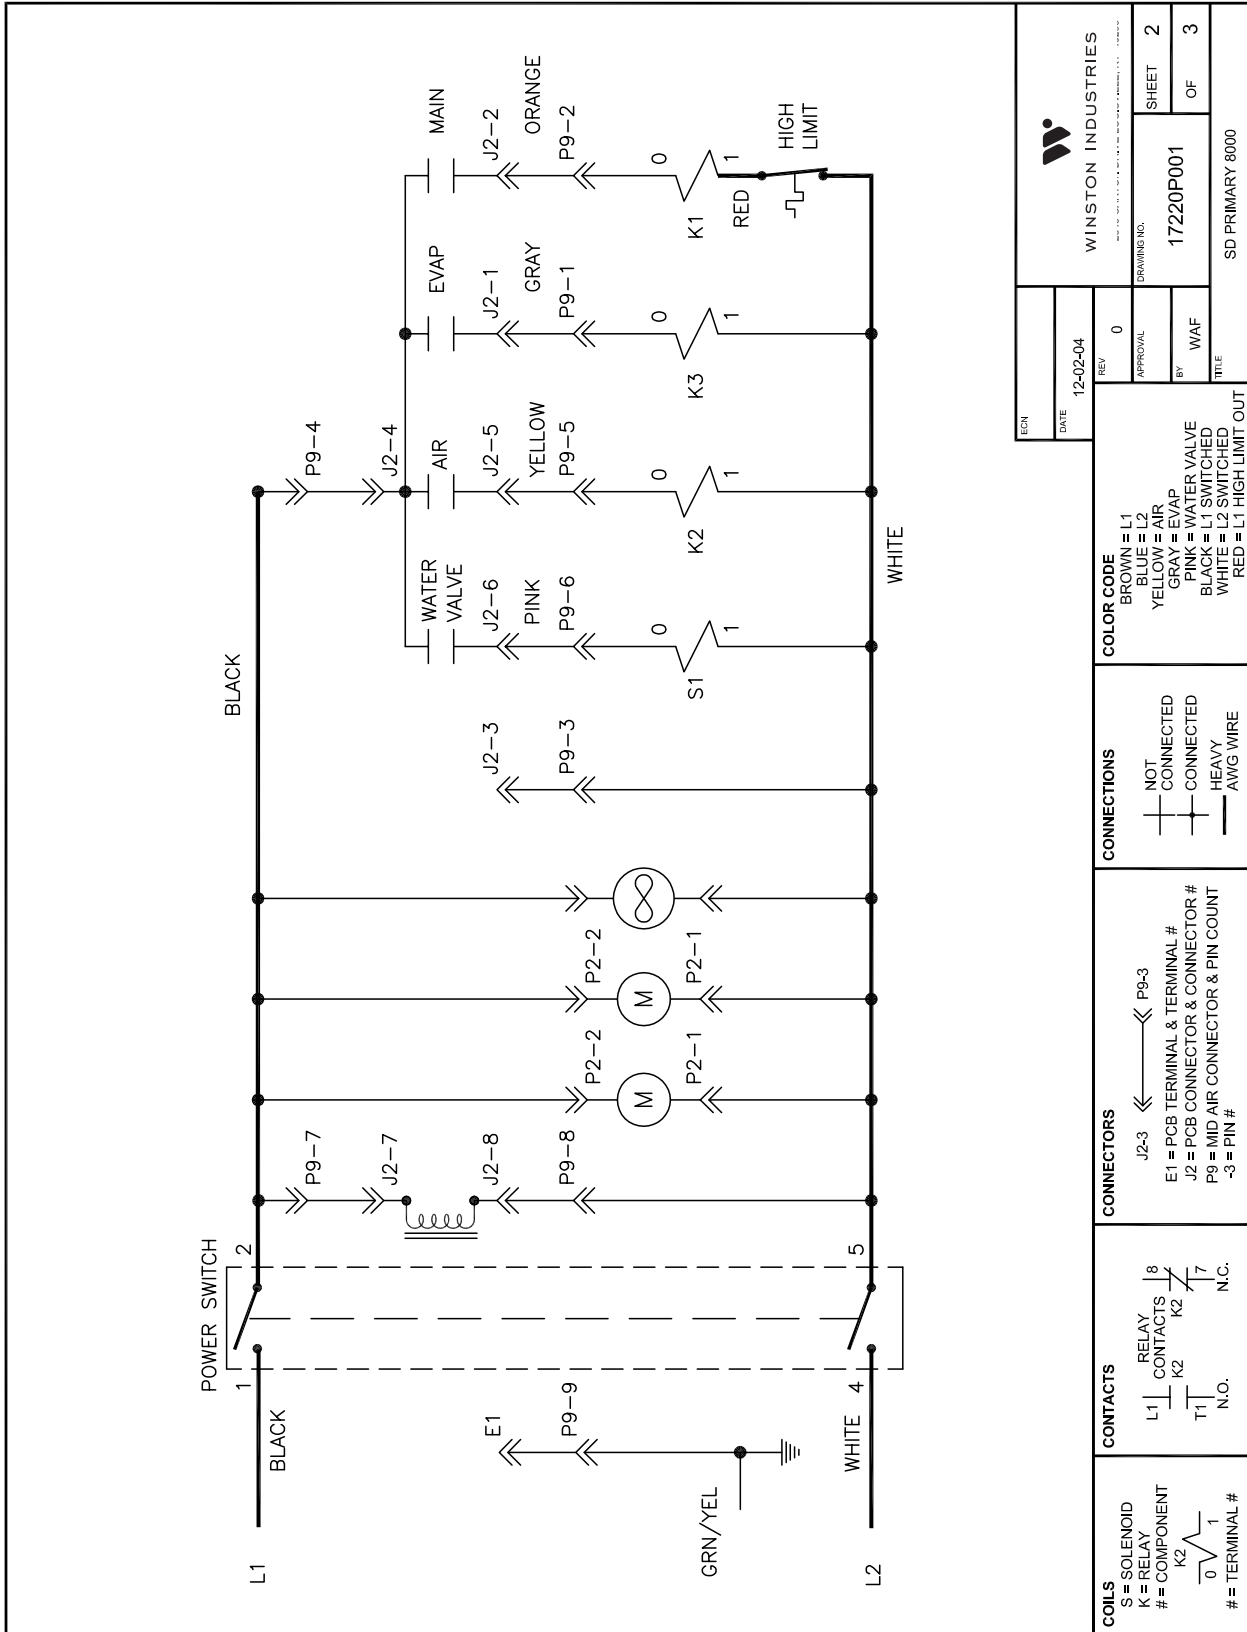 L1
BLACK
1
POWER SWITCH
2
BLACK
GRN/YEL
E1
P9-9
L2
WHITE
4
5
P9-7
J2-7
J2-8
P9-8
P2-2
M
P2-1
P2-2
M
P2-1
J2-3
P9-3
WATER
VALVE
J2-6
PINK
P9-6
0
S1
1
P9-4
J2-4
AIR
J2-5
YELLOW
P9-5
0
K2
1
EVAP
J2-1
GRAY
P9-1
0
K3
1
MAIN
J2-2
ORANGE
P9-2
0
K1
1
RED
HIGH
LIMIT
WHITE
COILS
S = SOLENOID
K = RELAY
# = COMPONENT
K2
0
1
# = TERMINAL #
CONTACTS
RELAY
CONTACTS
L1
K2
T1
N.O.
8
K2
7
N.C.
CONNECTORS
J2-3
P9-3
E1 = PCB TERMINAL & TERMINAL #
J2 = PCB CONNECTOR & CONNECTOR #
P9 = MID AIR CONNECTOR & PIN COUNT
-3 = PIN #
CONNECTIONS
NOT
CONNECTED
CONNECTED
HEAVY
AWG WIRE
COLOR CODE
BROWN = L1
BLUE = L2
YELLOW = AIR
GRAY = EVAP
PINK = WATER VALVE
BLACK = L1 SWITCHED
WHITE = L2 SWITCHED
RED = L1 HIGH LIMIT OUT
ECN
DATE
12-02-04
REV
0
APPROVAL
BY
WAF
TITLE
SD PRIMARY 8000
WINSTON INDUSTRIES
DRAWING NO.
17220P001
SHEET
2
OF
3